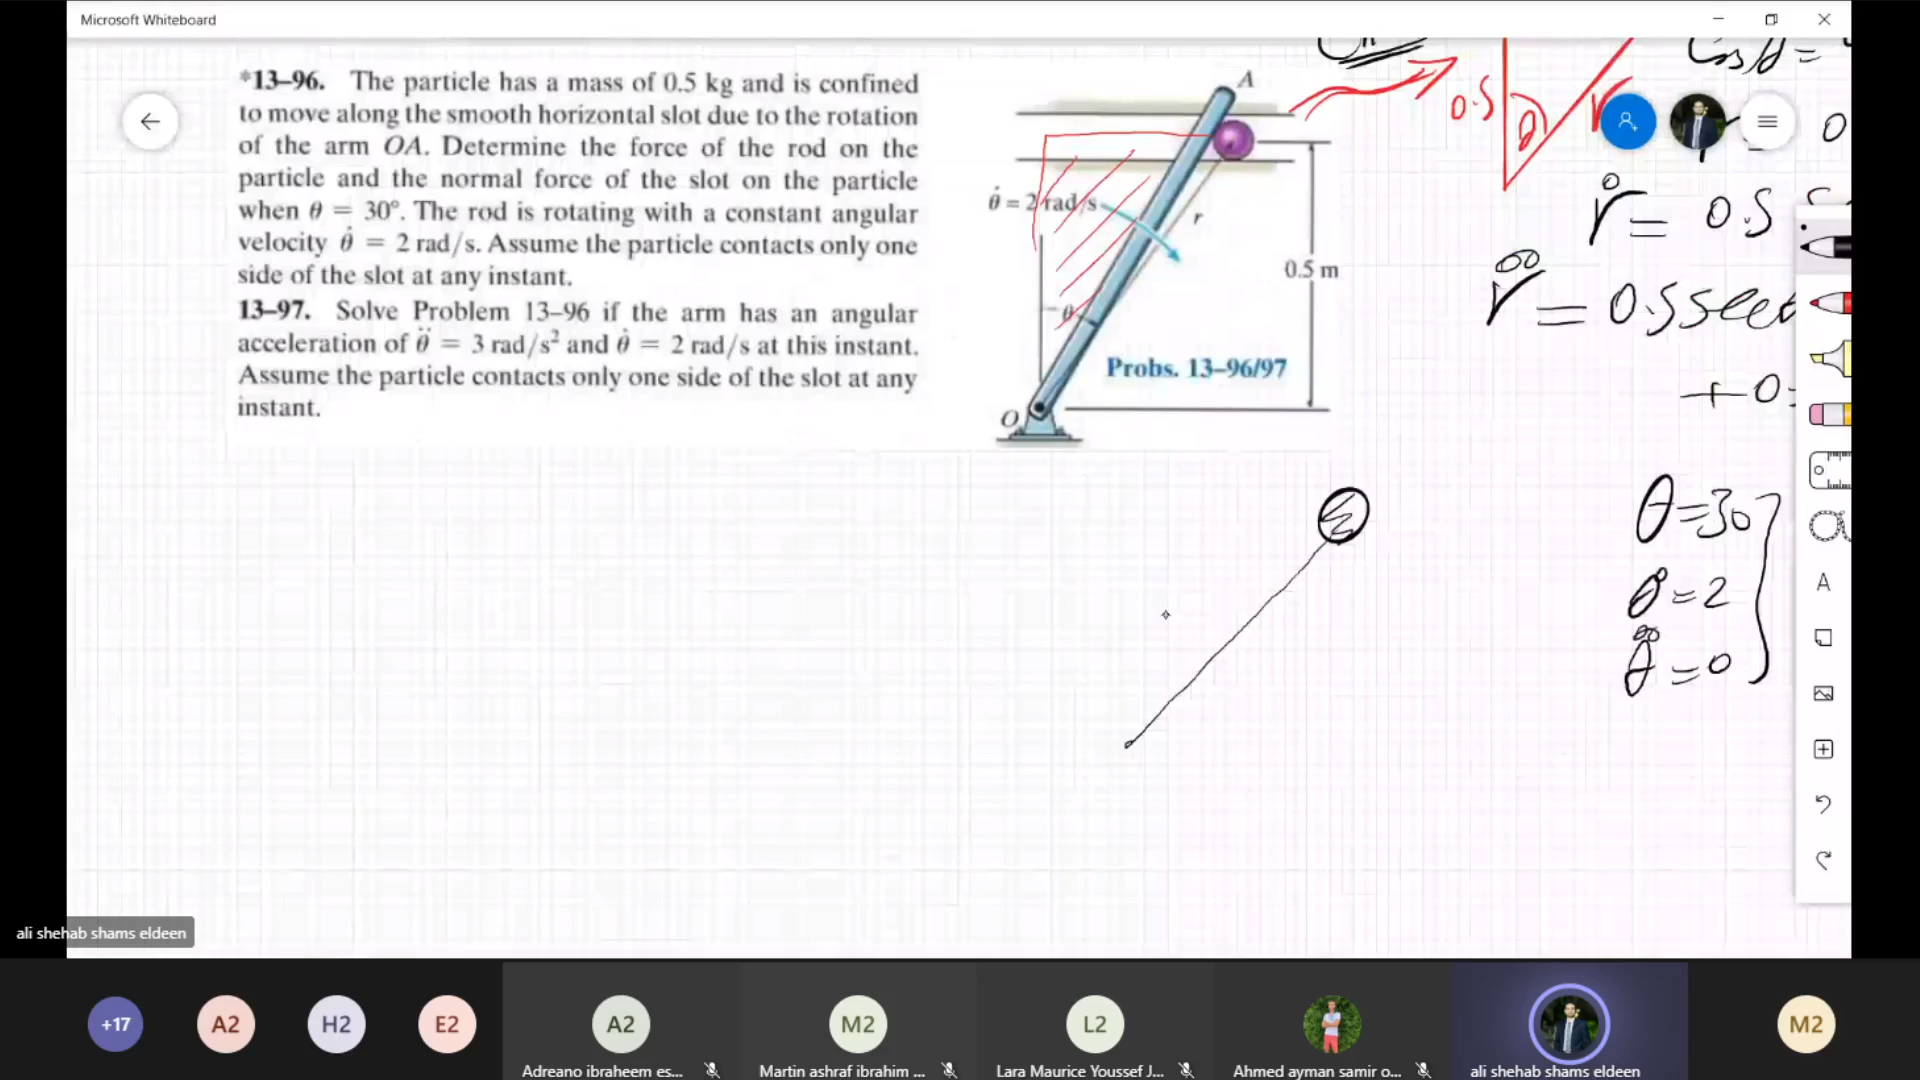 Microsoft Whiteboard
*13–96. The particle has a mass of 0.5 kg and is confined
to move along the smooth horizontal slot due to the rotation
of the arm OA. Determine the force of the rod on the
particle and the normal force of the slot on the particle
when θ = 30°. The rod is rotating with a constant angular
velocity θ̇ = 2 rad/s. Assume the particle contacts only one
side of the slot at any instant.
13–97. Solve Problem 13–96 if the arm has an angular
acceleration of θ̈ = 3 rad/s² and θ̇ = 2 rad/s at this instant.
Assume the particle contacts only one side of the slot at any
instant.
A
θ̇ = 2 rad/s
r
0.5 m
θ
Probs. 13–96/97
O
0.5
θ
r
Cosθ =
0
ṙ = 0.5
r̈ = 0.5 sec
+ 0
θ = 30
θ̇ = 2
θ̈ = 0
A
ali shehab shams eldeen
+17
A2
H2
E2
A2
M2
L2
M2
Adreano ibraheem es...
Martin ashraf ibrahim ...
Lara Maurice Youssef J...
Ahmed ayman samir o...
ali shehab shams eldeen